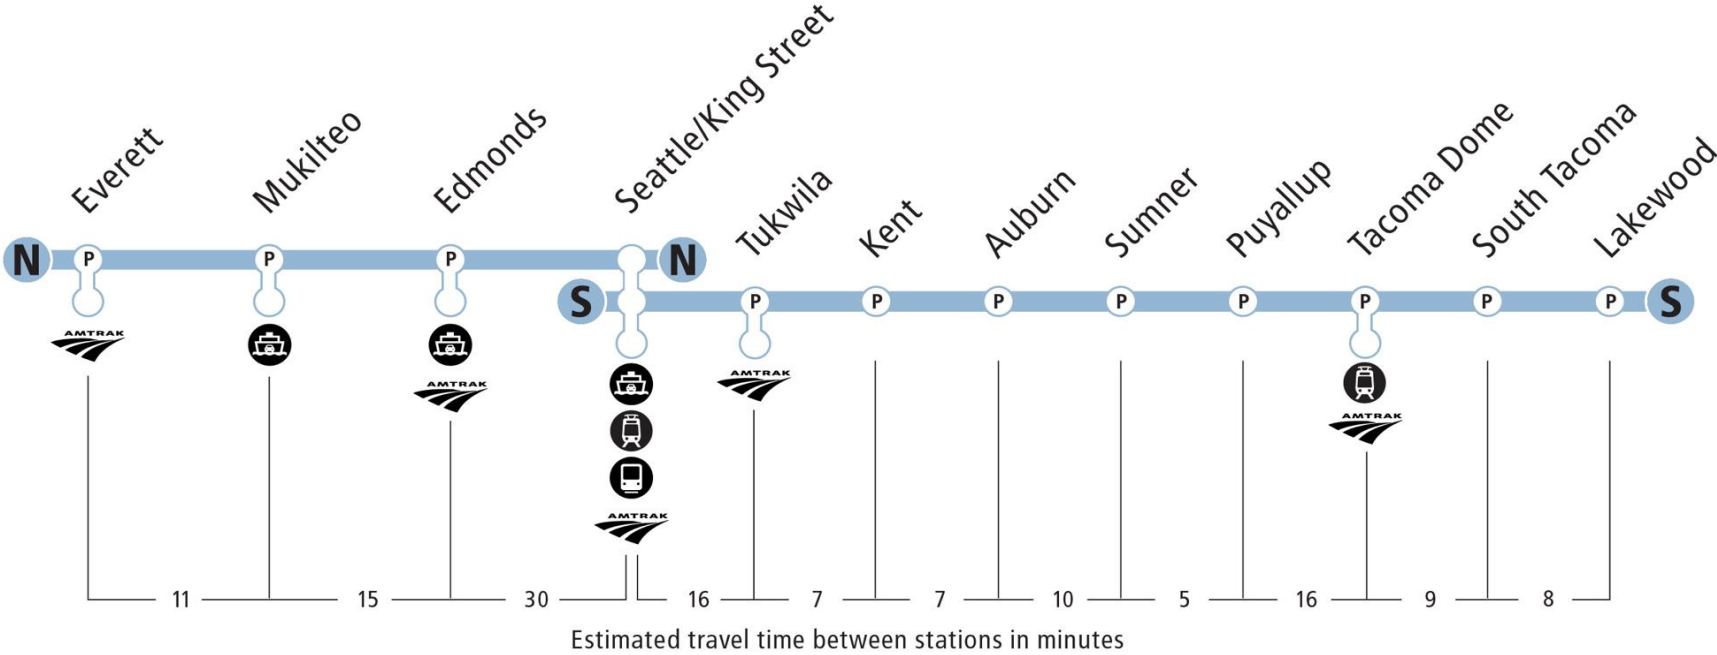 Everett
Mukilteo
Edmonds
Seattle/King Street
Tukwila
Kent
Auburn
Sumner
Puyallup
Tacoma Dome
South Tacoma
Lakewood
N P P P N
S P P P P P P P P S
AMTRAK
AMTRAK
AMTRAK
AMTRAK
AMTRAK
11 15 30 16 7 7 10 5 16 9 8
Estimated travel time between stations in minutes